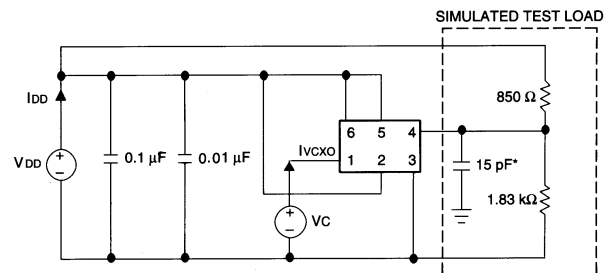 SIMULATED TEST LOAD
IDD
850 Ω
6 5 4
VDD
+
−
0.1 µF
0.01 µF
IVCXO
1 2 3
15 pF*
1.83 kΩ
+
−
VC